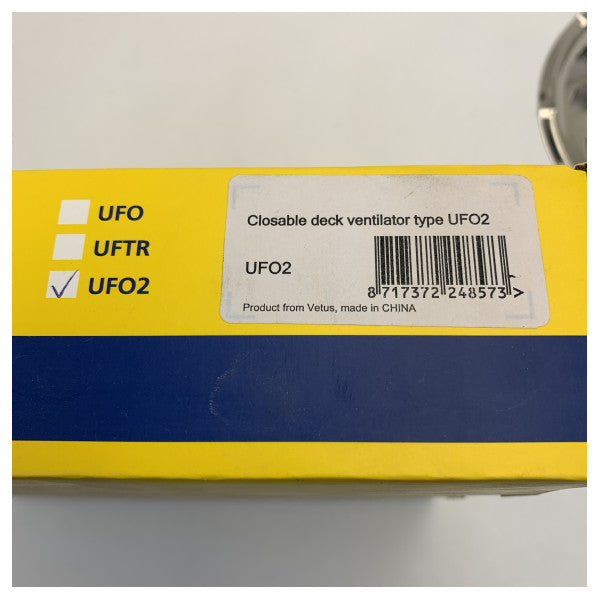 UFO
UFTR
UFO2
Closable deck ventilator type UFO2
UFO2
8 717372 248573 >
Product from Vetus, made in CHINA